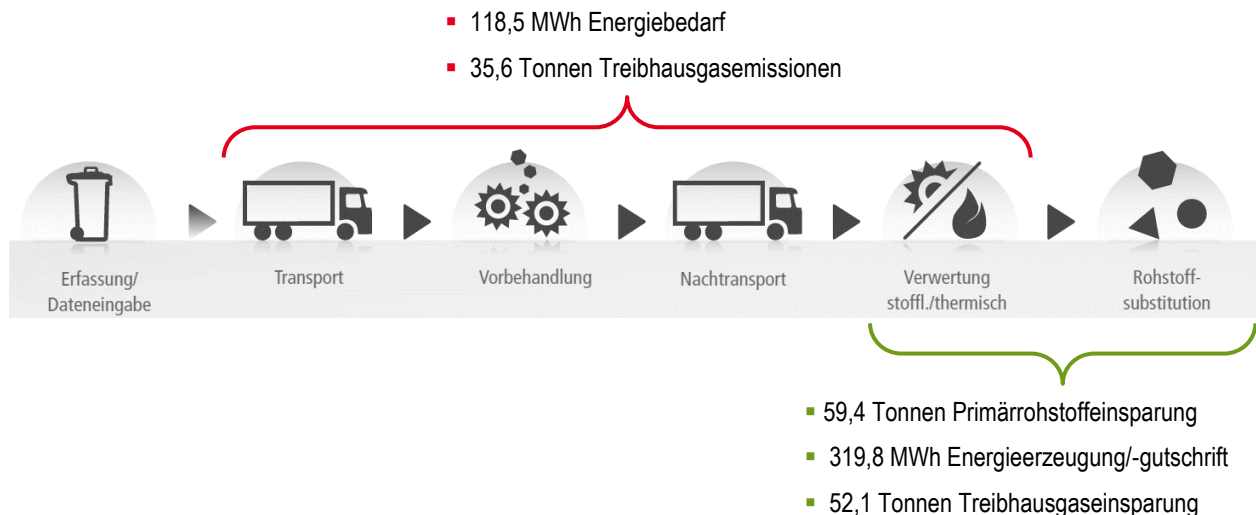 ▪ 118,5 MWh Energiebedarf
▪ 35,6 Tonnen Treibhausgasemissionen
Erfassung/
Dateneingabe
Transport
Vorbehandlung
Nachtransport
Verwertung
stoffl./thermisch
Rohstoff-
substitution
▪ 59,4 Tonnen Primärrohstoffeinsparung
▪ 319,8 MWh Energieerzeugung/-gutschrift
▪ 52,1 Tonnen Treibhausgaseinsparung